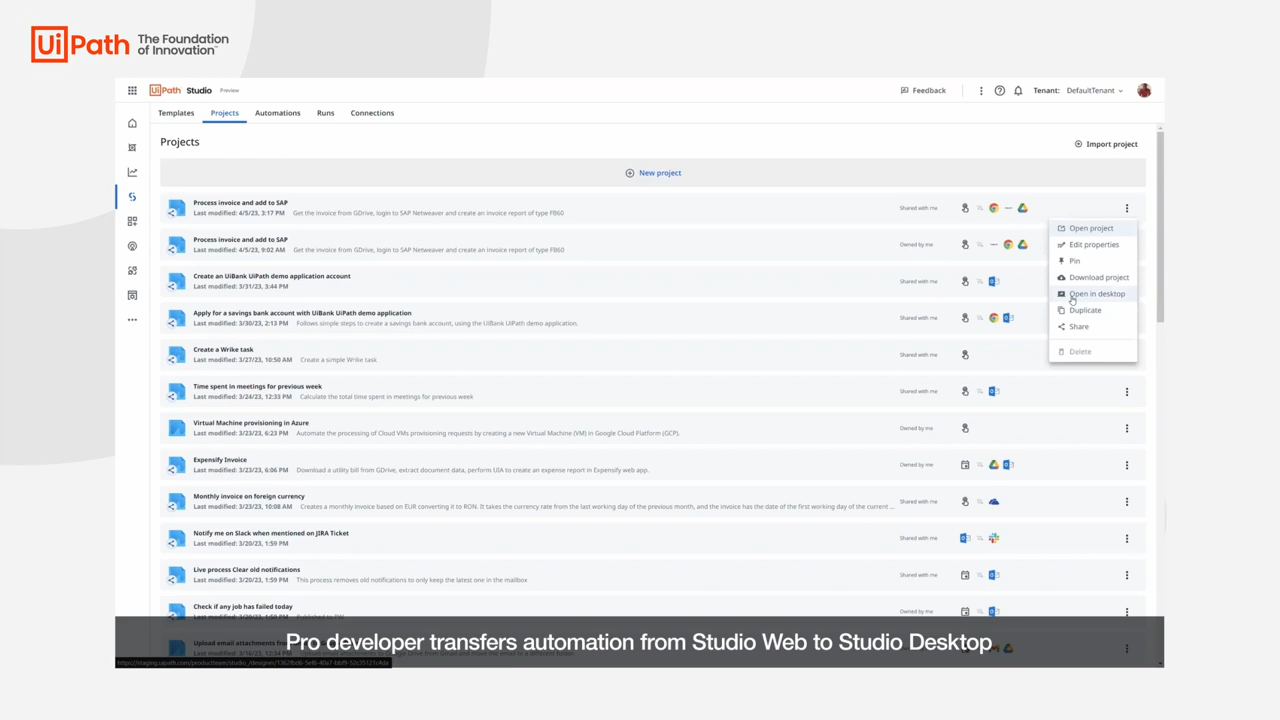 UiPath The Foundation
of Innovation™
UiPath Studio Preview
Feedback
Tenant: DefaultTenant
Templates Projects Automations Runs Connections
Projects
Import project
New project
Process invoice and add to SAP
Last modified: 4/5/23, 3:17 PM Get the invoice from GDrive, login to SAP Netweaver and create an invoice report of type FB60
Shared with me
Process invoice and add to SAP
Last modified: 4/5/23, 9:02 AM Get the invoice from GDrive, login to SAP Netweaver and create an invoice report of type FB60
Owned by me
Create an UiBank UiPath demo application account
Last modified: 3/31/23, 3:44 PM
Shared with me
Apply for a savings bank account with UiBank UiPath demo application
Last modified: 3/30/23, 2:13 PM Follows simple steps to create a savings bank account, using the UiBank UiPath demo application.
Shared with me
Create a Wrike task
Last modified: 3/27/23, 10:50 AM Create a simple Wrike task
Shared with me
Open project
Edit properties
Pin
Download project
Open in desktop
Duplicate
Share
Delete
Time spent in meetings for previous week
Last modified: 3/24/23, 12:33 PM Calculate the total time spent in meetings for previous week
Shared with me
Virtual Machine provisioning in Azure
Last modified: 3/23/23, 6:23 PM Automate the processing of Cloud VMs provisioning requests by creating a new Virtual Machine (VM) in Google Cloud Platform (GCP).
Owned by me
Expensify Invoice
Last modified: 3/23/23, 6:06 PM Download a utility bill from GDrive, extract document data, perform UIA to create an expense report in Expensify web app.
Owned by me
Monthly invoice on foreign currency
Last modified: 3/23/23, 10:08 AM Creates a monthly invoice based on EUR converting it to RON. It takes the currency rate from the last working day of the previous month, and the invoice has the date of the first working day of the current ...
Shared with me
Notify me on Slack when mentioned on JIRA Ticket
Last modified: 3/20/23, 1:59 PM
Shared with me
Live process Clear old notifications
Last modified: 3/20/23, 1:59 PM This process removes old notifications to only keep the latest one in the mailbox
Shared with me
Check if any job has failed today
Last modified: 3/20/23, 1:59 PM Published to PW
Owned by me
Upload email attachments
Pro developer transfers automation from Studio Web to Studio Desktop